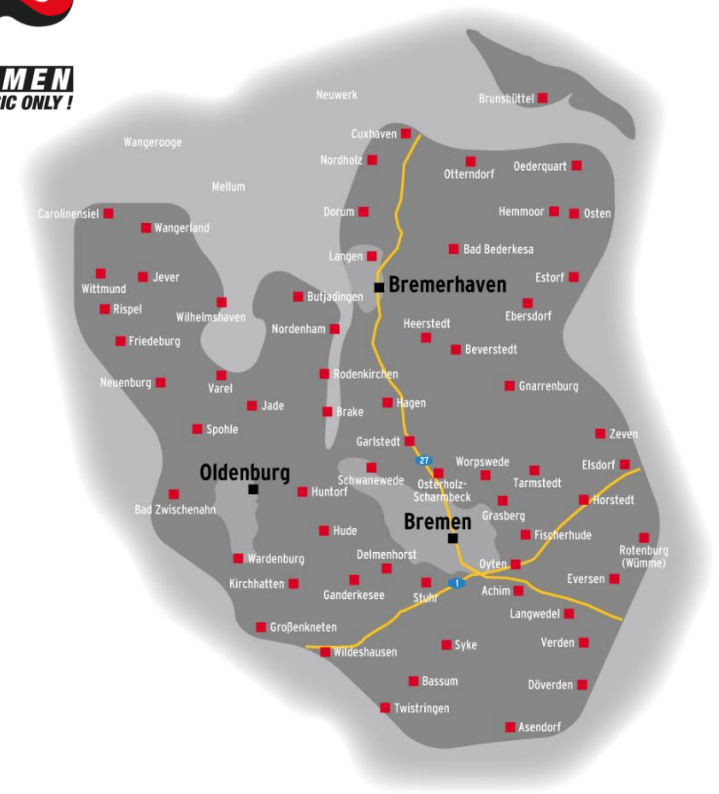 MEN
IC ONLY !
Neuwerk
Brunsbüttel
Cuxhaven
Wangerooge
Nordholz
Otterndorf
Oederquart
Mellum
Carolinensiel
Dorum
Hemmoor
Osten
Wangerland
Langen
Bad Bederkesa
Wittmund
Jever
Estorf
Bremerhaven
Butjadingen
Rispel
Wilhelmshaven
Ebersdorf
Nordenham
Heerstedt
Friedeburg
Beverstedt
Neuenburg
Varel
Rodenkirchen
Gnarrenburg
Jade
Brake
Hagen
Spohle
Garlstedt
Zeven
27
Worpswede
Elsdorf
Oldenburg
Schwanewede
Osterholz-
Scharmbeck
Tarmstedt
Huntorf
Horstedt
Bad Zwischenahn
Grasberg
Bremen
Hude
Fischerhude
Rotenburg
(Wümme)
Wardenburg
Delmenhorst
Oyten
Kirchhatten
Ganderkesee
Stuhr
1
Achim
Eversen
Langwedel
Großenkneten
Wildeshausen
Syke
Verden
Bassum
Döverden
Twistringen
Asendorf